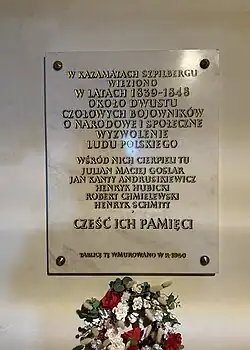 W KAZAMATACH SZPILBERGU
WIĘZIONO
W LATACH 1839-1848
OKOŁO DWUSTU
CZOŁOWYCH BOJOWNIKÓW
O NARODOWE I SPOŁECZNE
WYZWOLENIE
LUDU POLSKIEGO
WŚRÓD NICH CIERPIELI TU
JULIAN MACIEJ GOSLAR
JAN KANTY ANDRUSIKIEWICZ
HENRYK HUBICKI
ROBERT CHMIELEWSKI
HENRYK SCHMITT
CZEŚĆ ICH PAMIĘCI
TABLICĘ TĘ WMUROWANO W R·1960